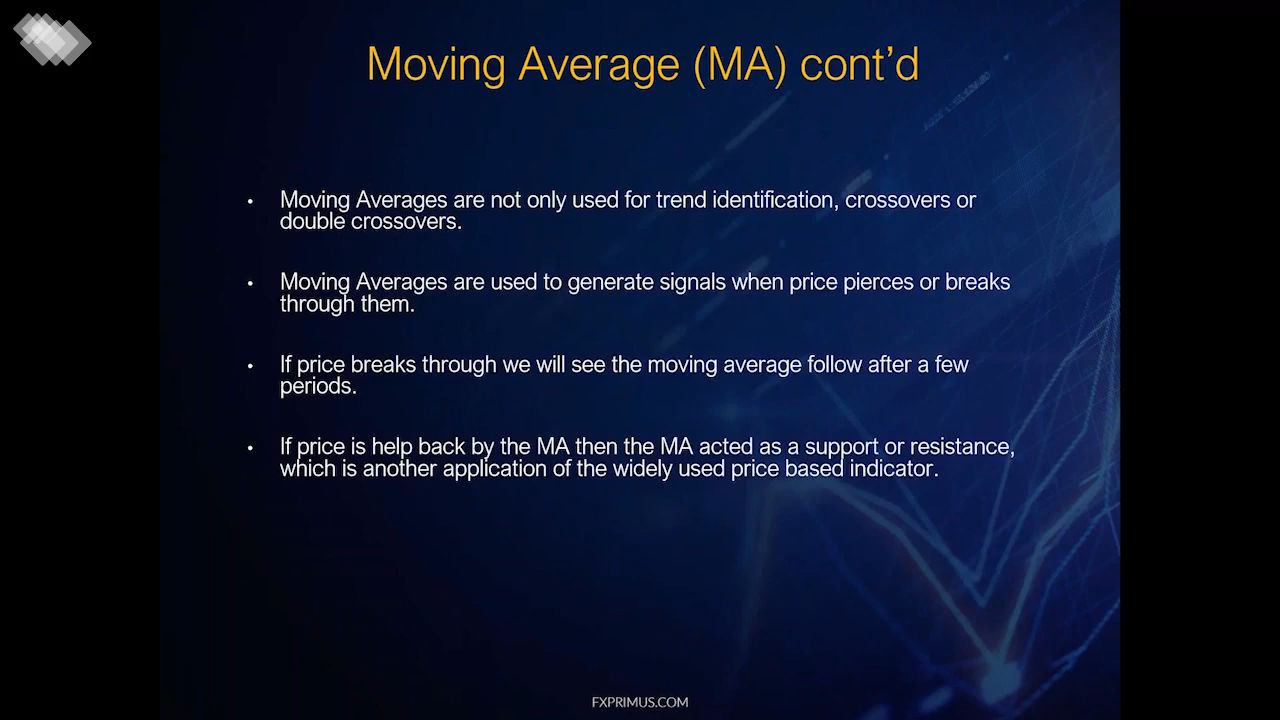 Moving Average (MA) cont’d
• Moving Averages are not only used for trend identification, crossovers or
double crossovers.
• Moving Averages are used to generate signals when price pierces or breaks
through them.
• If price breaks through we will see the moving average follow after a few
periods.
• If price is help back by the MA then the MA acted as a support or resistance,
which is another application of the widely used price based indicator.
FXPRIMUS.COM